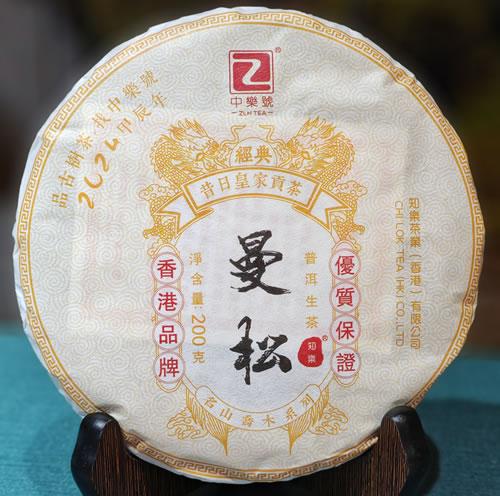 中樂號®
ZLH TEA
品古樹茶 找中樂號
2024甲辰年
經典
昔日皇家貢茶
曼松
普洱生茶
知樂®
淨含量:200克
香港品牌
優質保證
名山喬木系列
知樂茶業（香港）有限公司
CHI LOK TEA (HK) CO.,LTD